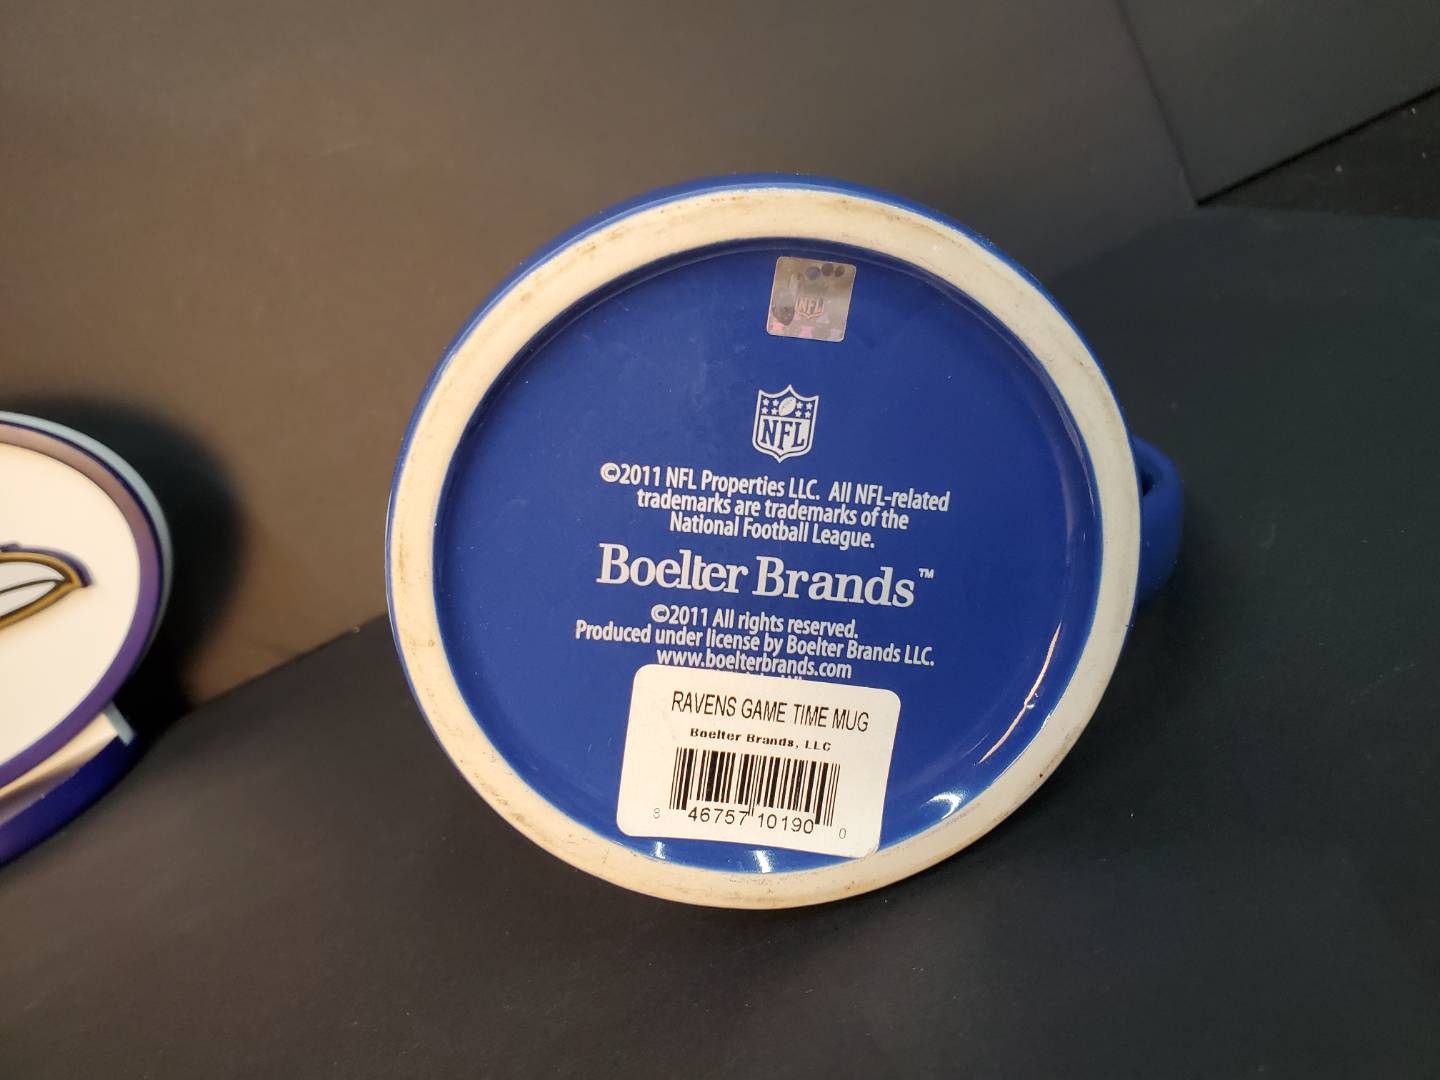 NFL
NFL
©2011 NFL Properties LLC. All NFL-related
trademarks are trademarks of the
National Football League.
Boelter Brands™
©2011 All rights reserved.
Produced under license by Boelter Brands LLC.
www.boelterbrands.com
RAVENS GAME TIME MUG
Boelter Brands, LLC
8 46757 10190 0